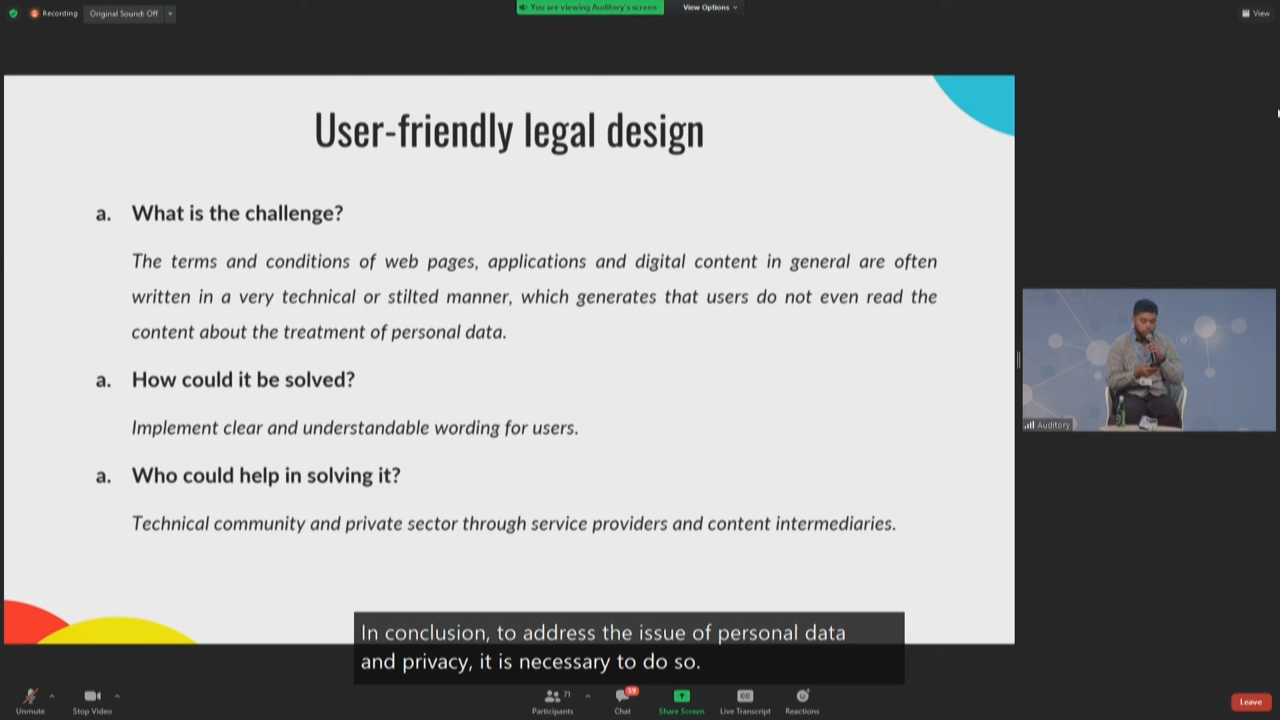 Recording
Original Sound: Off
You are viewing Auditory's screen
View Options
View
User-friendly legal design
a. What is the challenge?
The terms and conditions of web pages, applications and digital content in general are often
written in a very technical or stilted manner, which generates that users do not even read the
content about the treatment of personal data.
a. How could it be solved?
Implement clear and understandable wording for users.
a. Who could help in solving it?
Technical community and private sector through service providers and content intermediaries.
Auditory
In conclusion, to address the issue of personal data
and privacy, it is necessary to do so.
Unmute
Stop Video
Participants
71
Chat
59
Share Screen
CC
Live Transcript
Reactions
Leave